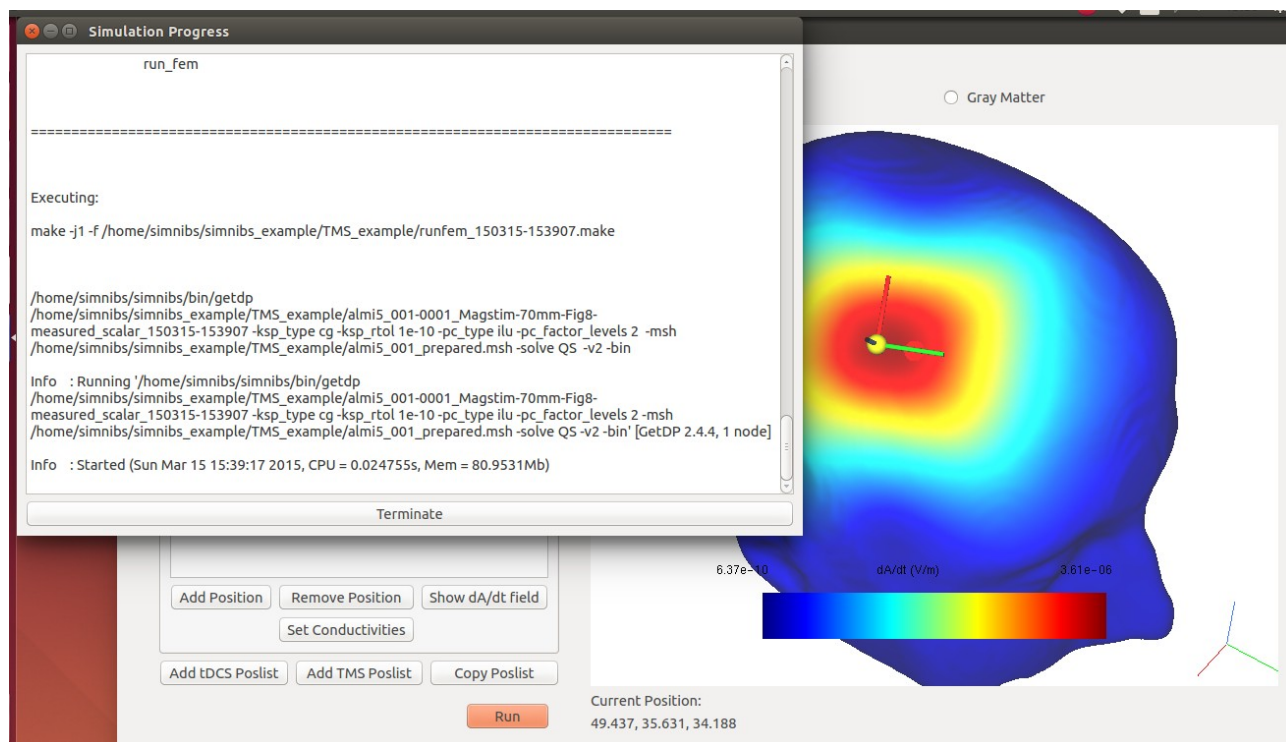 Simulation Progress
run_fem
================================================================================
Executing:
make -j1 -f /home/simnibs/simnibs_example/TMS_example/runfem_150315-153907.make
/home/simnibs/simnibs/bin/getdp
/home/simnibs/simnibs_example/TMS_example/almi5_001-0001_Magstim-70mm-Fig8-
measured_scalar_150315-153907 -ksp_type cg -ksp_rtol 1e-10 -pc_type ilu -pc_factor_levels 2 -msh
/home/simnibs/simnibs_example/TMS_example/almi5_001_prepared.msh -solve QS -v2 -bin
Info : Running '/home/simnibs/simnibs/bin/getdp
/home/simnibs/simnibs_example/TMS_example/almi5_001-0001_Magstim-70mm-Fig8-
measured_scalar_150315-153907 -ksp_type cg -ksp_rtol 1e-10 -pc_type ilu -pc_factor_levels 2 -msh
/home/simnibs/simnibs_example/TMS_example/almi5_001_prepared.msh -solve QS -v2 -bin' [GetDP 2.4.4, 1 node]
Info : Started (Sun Mar 15 15:39:17 2015, CPU = 0.024755s, Mem = 80.9531Mb)
Terminate
Gray Matter
6.37e-10 dA/dt (V/m) 3.61e-06
Add Position Remove Position Show dA/dt field
Set Conductivities
Add tDCS Poslist Add TMS Poslist Copy Poslist
Run
Current Position:
49.437, 35.631, 34.188